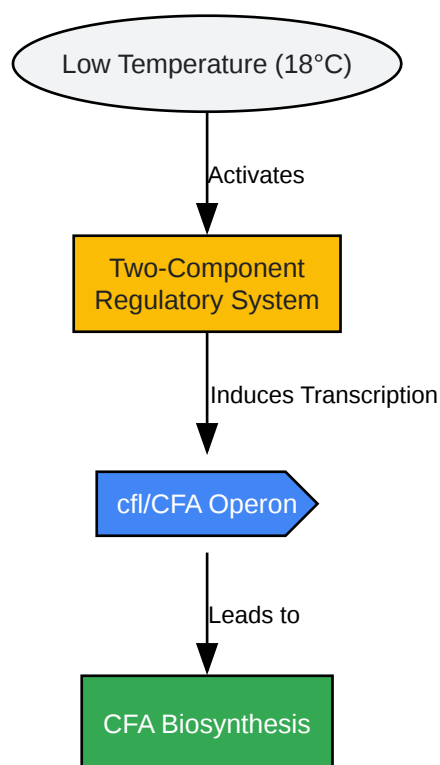 Low Temperature (18°C)
Activates
Two-Component
Regulatory System
Induces Transcription
cfl/CFA Operon
Leads to
CFA Biosynthesis